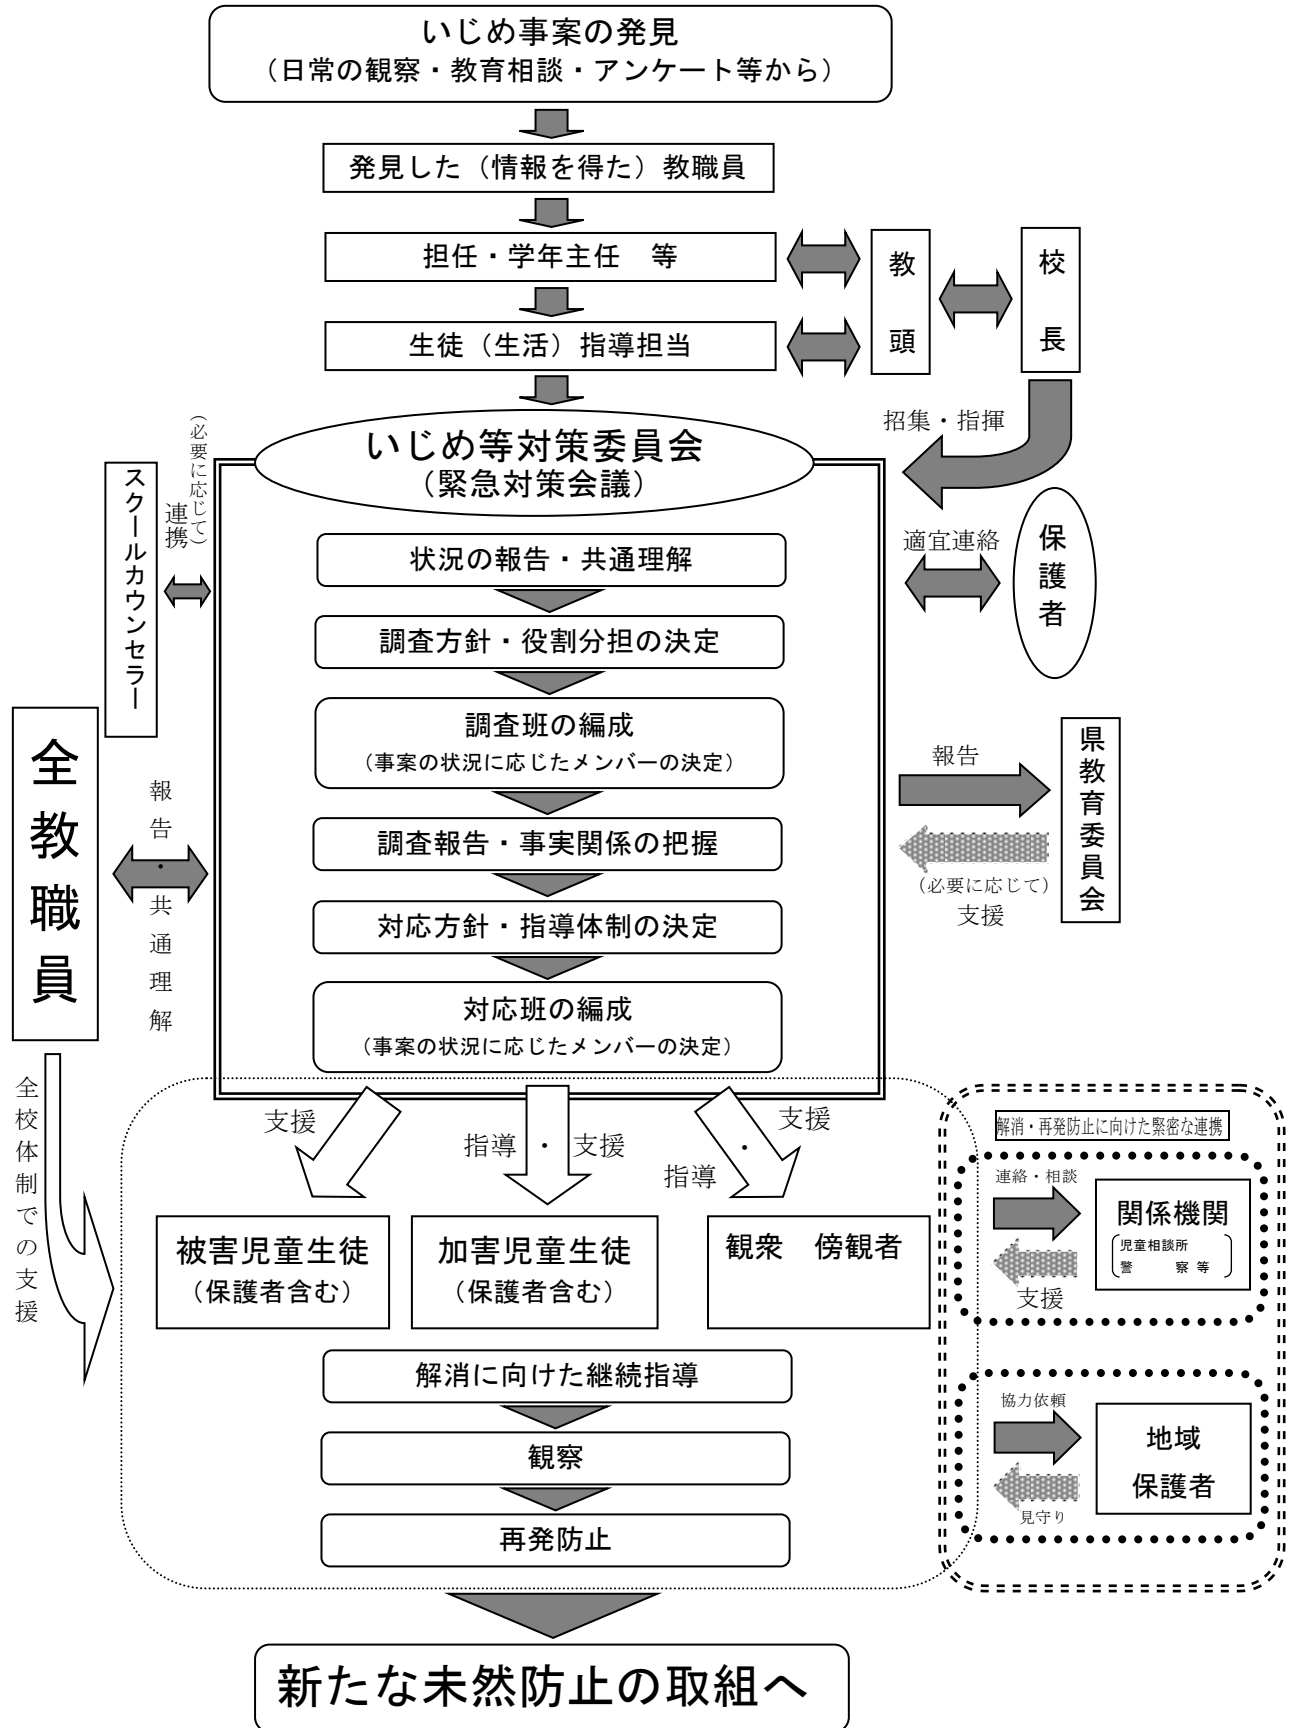 いじめ事案の発見
（日常の観察・教育相談・アンケート等から）
発見した（情報を得た）教職員
担任・学年主任　等
教頭
校長
生徒（生活）指導担当
招集・指揮
いじめ等対策委員会
（緊急対策会議）
スクールカウンセラー
（必要に応じて）
連携
適宜連絡
保護者
状況の報告・共通理解
調査方針・役割分担の決定
調査班の編成
（事案の状況に応じたメンバーの決定）
調査報告・事実関係の把握
対応方針・指導体制の決定
対応班の編成
（事案の状況に応じたメンバーの決定）
全教職員
報告・共通理解
報告
（必要に応じて）
支援
県教育委員会
全校体制での支援
支援
指導・支援
支援・指導
被害児童生徒
（保護者含む）
加害児童生徒
（保護者含む）
観衆　傍観者
解消に向けた継続指導
観察
再発防止
解消・再発防止に向けた緊密な連携
連絡・相談
支援
関係機関
児童相談所
警　察　等
協力依頼
見守り
地域
保護者
新たな未然防止の取組へ